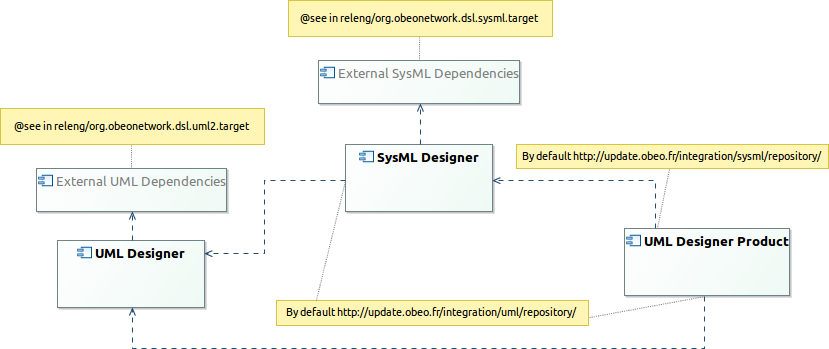 @see in releng/org.obeonetwork.dsl.sysml.target
External SysML Dependencies
@see in releng/org.obeonetwork.dsl.uml2.target
SysML Designer
By default http://update.obeo.fr/integration/sysml/repository/
External UML Dependencies
UML Designer Product
UML Designer
By default http://update.obeo.fr/integration/uml/repository/